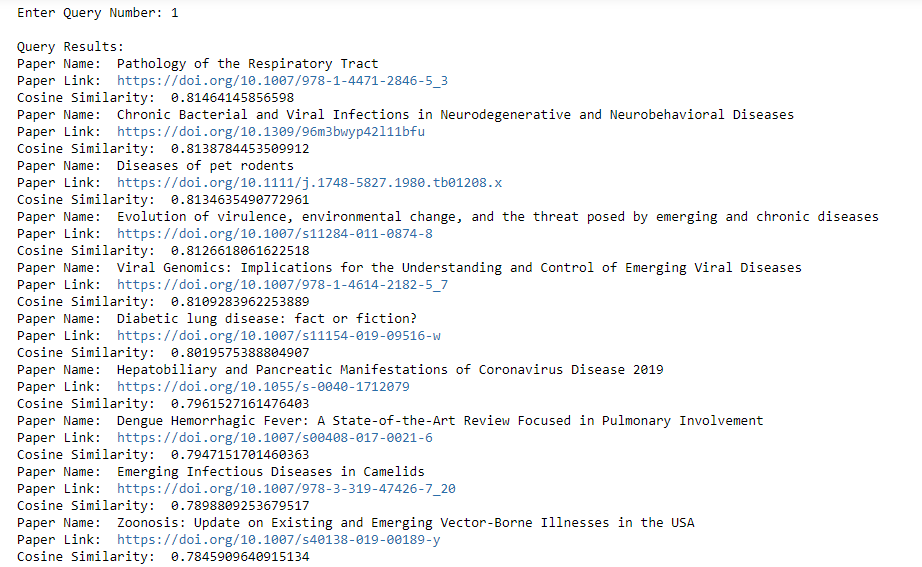 Enter Query Number: 1
Query Results:
Paper Name:  Pathology of the Respiratory Tract
Paper Link:  https://doi.org/10.1007/978-1-4471-2846-5_3
Cosine Similarity:  0.81464145856598
Paper Name:  Chronic Bacterial and Viral Infections in Neurodegenerative and Neurobehavioral Diseases
Paper Link:  https://doi.org/10.1309/96m3bwyp42l11bfu
Cosine Similarity:  0.8138784453509912
Paper Name:  Diseases of pet rodents
Paper Link:  https://doi.org/10.1111/j.1748-5827.1980.tb01208.x
Cosine Similarity:  0.8134635490772961
Paper Name:  Evolution of virulence, environmental change, and the threat posed by emerging and chronic diseases
Paper Link:  https://doi.org/10.1007/s11284-011-0874-8
Cosine Similarity:  0.8126618061622518
Paper Name:  Viral Genomics: Implications for the Understanding and Control of Emerging Viral Diseases
Paper Link:  https://doi.org/10.1007/978-1-4614-2182-5_7
Cosine Similarity:  0.8109283962253889
Paper Name:  Diabetic lung disease: fact or fiction?
Paper Link:  https://doi.org/10.1007/s11154-019-09516-w
Cosine Similarity:  0.8019575388804907
Paper Name:  Hepatobiliary and Pancreatic Manifestations of Coronavirus Disease 2019
Paper Link:  https://doi.org/10.1055/s-0040-1712079
Cosine Similarity:  0.7961527161476403
Paper Name:  Dengue Hemorrhagic Fever: A State-of-the-Art Review Focused in Pulmonary Involvement
Paper Link:  https://doi.org/10.1007/s00408-017-0021-6
Cosine Similarity:  0.7947151701460363
Paper Name:  Emerging Infectious Diseases in Camelids
Paper Link:  https://doi.org/10.1007/978-3-319-47426-7_20
Cosine Similarity:  0.7898809253679517
Paper Name:  Zoonosis: Update on Existing and Emerging Vector-Borne Illnesses in the USA
Paper Link:  https://doi.org/10.1007/s40138-019-00189-y
Cosine Similarity:  0.7845909640915134